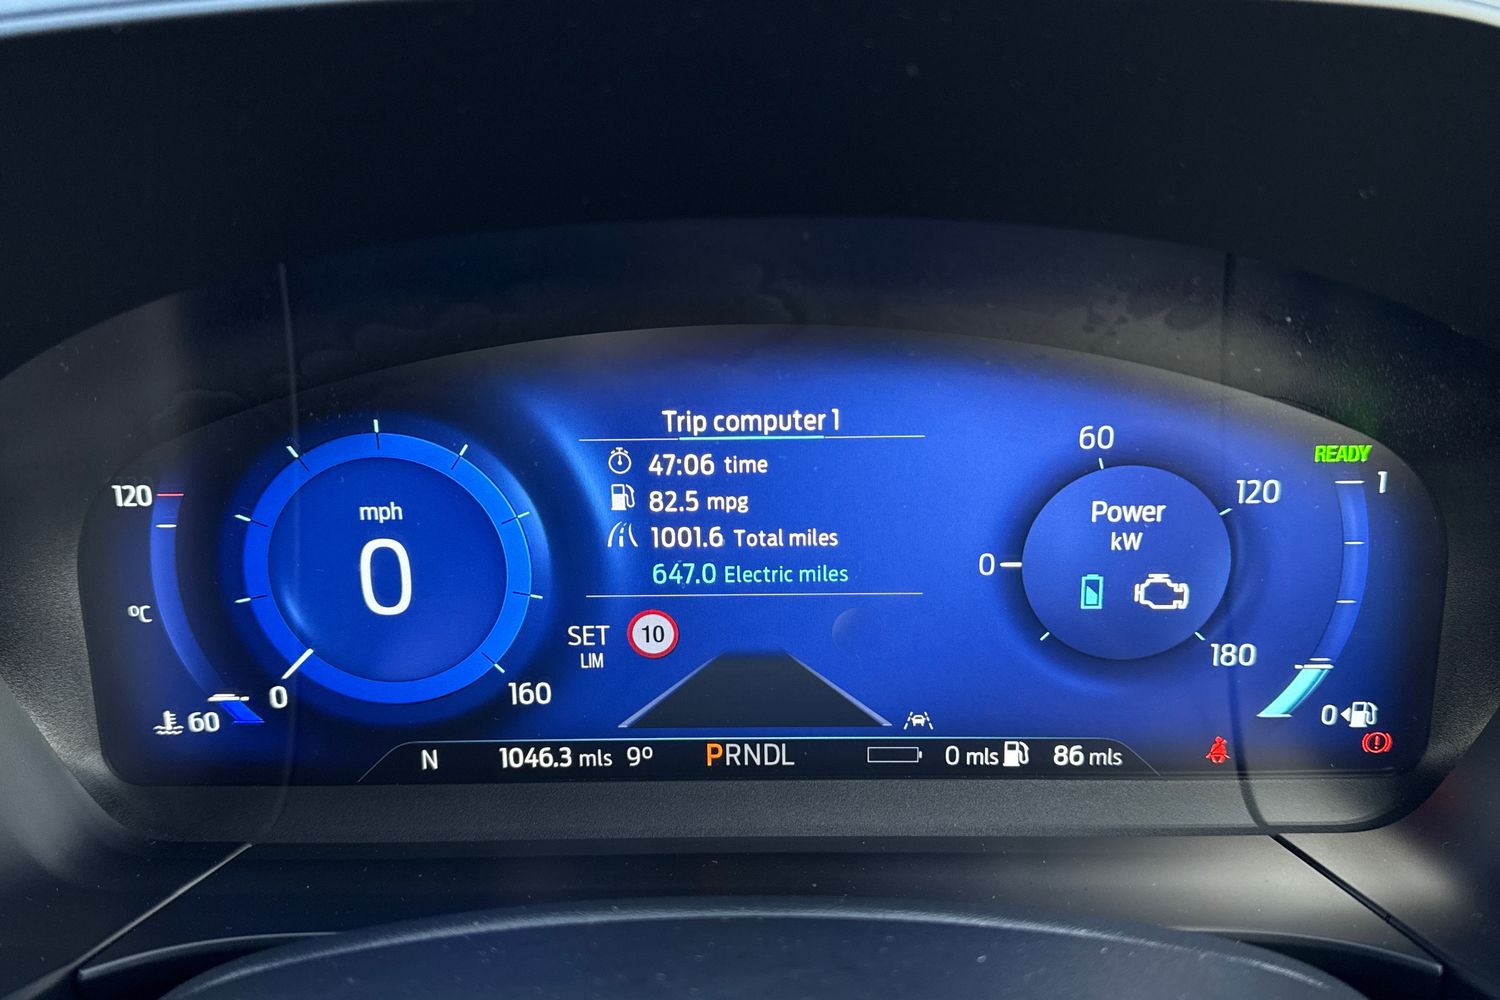 Trip computer 1
47:06 time
82.5 mpg
1001.6 Total miles
647.0 Electric miles
120
°C
60
mph
0
0
160
SET
LIM
10
60
0
120
180
Power
kW
READY
1
0
N 1046.3 mls 9° PRNDL 0 mls 86 mls